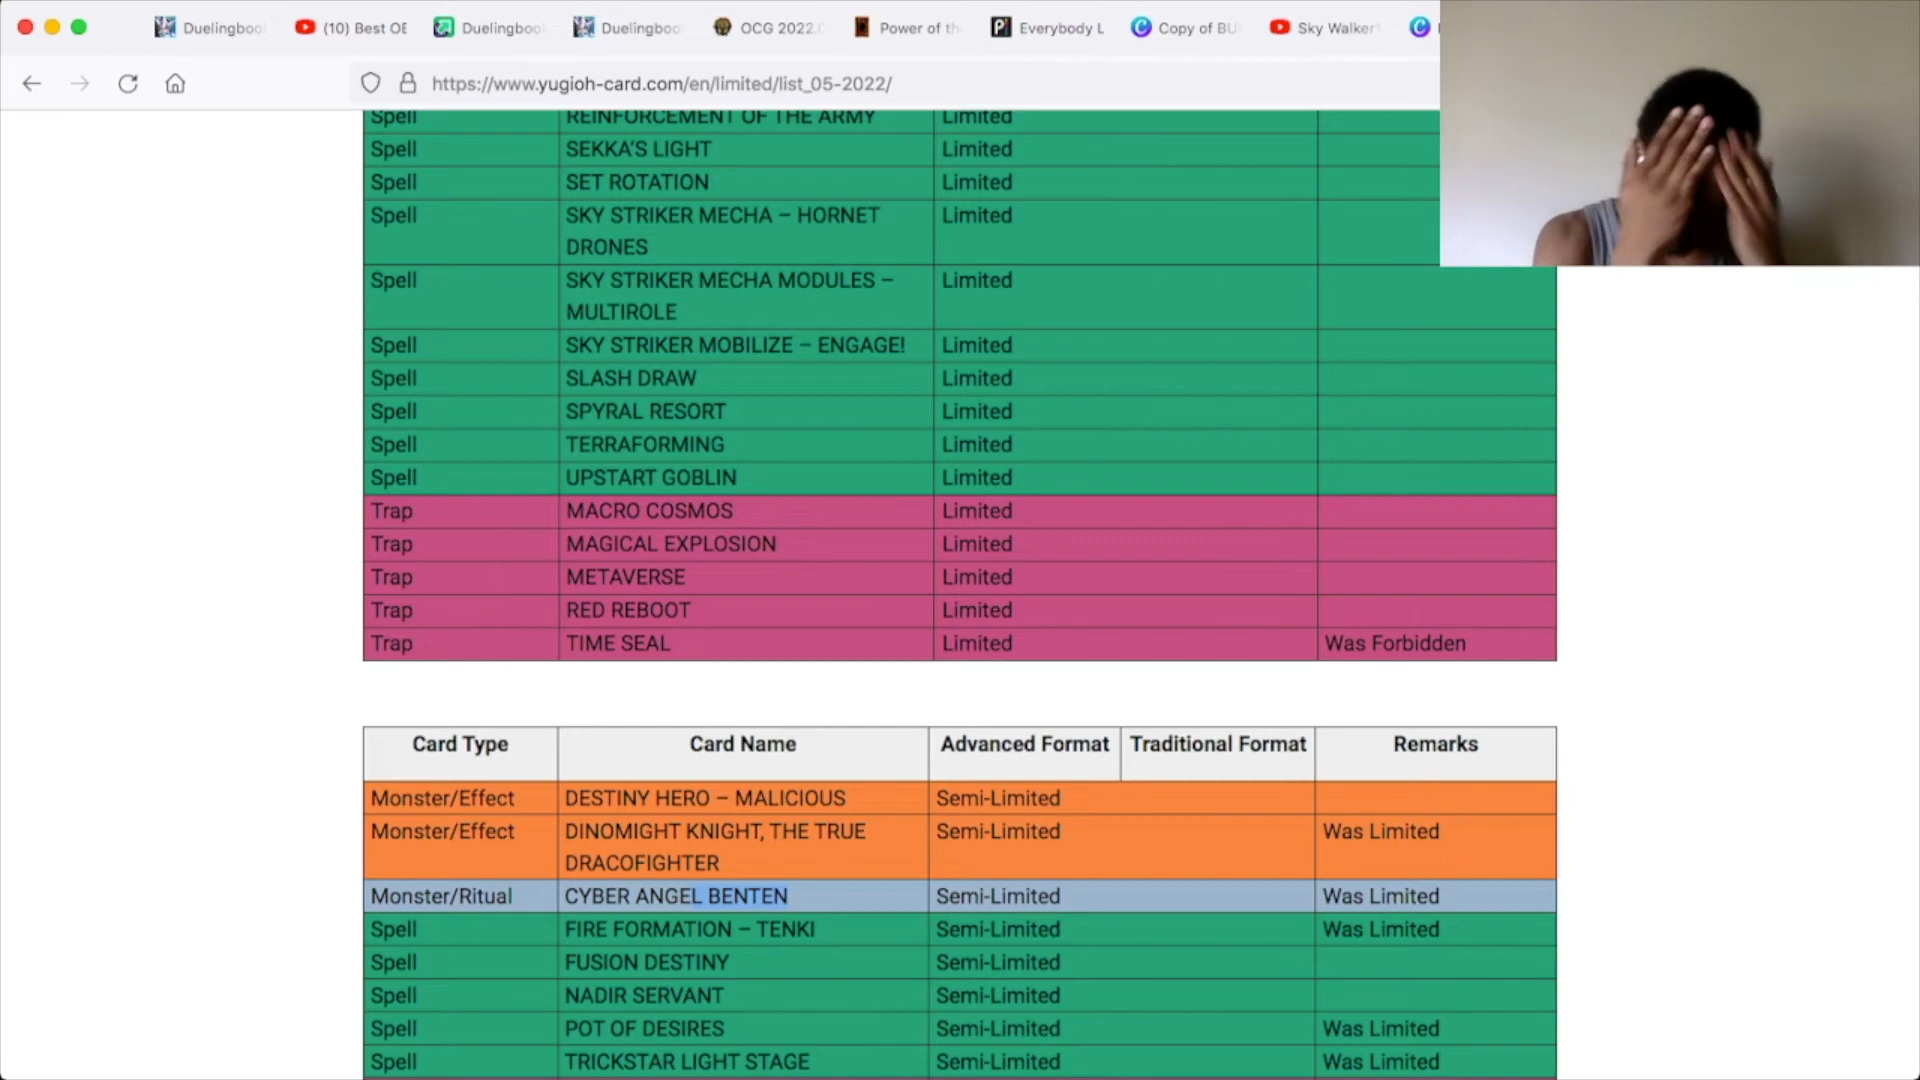 Duelingboo
(10) Best OE
Duelingboo
Duelingboo
OCG 2022.
Power of th
Everybody L
Copy of BU
Sky Walker
https://www.yugioh-card.com/en/limited/list_05-2022/
Spell REINFORCEMENT OF THE ARMY Limited
Spell SEKKA'S LIGHT Limited
Spell SET ROTATION Limited
Spell SKY STRIKER MECHA – HORNET Limited
DRONES
Spell SKY STRIKER MECHA MODULES – Limited
MULTIROLE
Spell SKY STRIKER MOBILIZE – ENGAGE! Limited
Spell SLASH DRAW Limited
Spell SPYRAL RESORT Limited
Spell TERRAFORMING Limited
Spell UPSTART GOBLIN Limited
Trap MACRO COSMOS Limited
Trap MAGICAL EXPLOSION Limited
Trap METAVERSE Limited
Trap RED REBOOT Limited
Trap TIME SEAL Limited Was Forbidden
Card Type Card Name Advanced Format Traditional Format Remarks
Monster/Effect DESTINY HERO – MALICIOUS Semi-Limited
Monster/Effect DINOMIGHT KNIGHT, THE TRUE Semi-Limited Was Limited
DRACOFIGHTER
Monster/Ritual CYBER ANGEL BENTEN Semi-Limited Was Limited
Spell FIRE FORMATION – TENKI Semi-Limited Was Limited
Spell FUSION DESTINY Semi-Limited
Spell NADIR SERVANT Semi-Limited
Spell POT OF DESIRES Semi-Limited Was Limited
Spell TRICKSTAR LIGHT STAGE Semi-Limited Was Limited